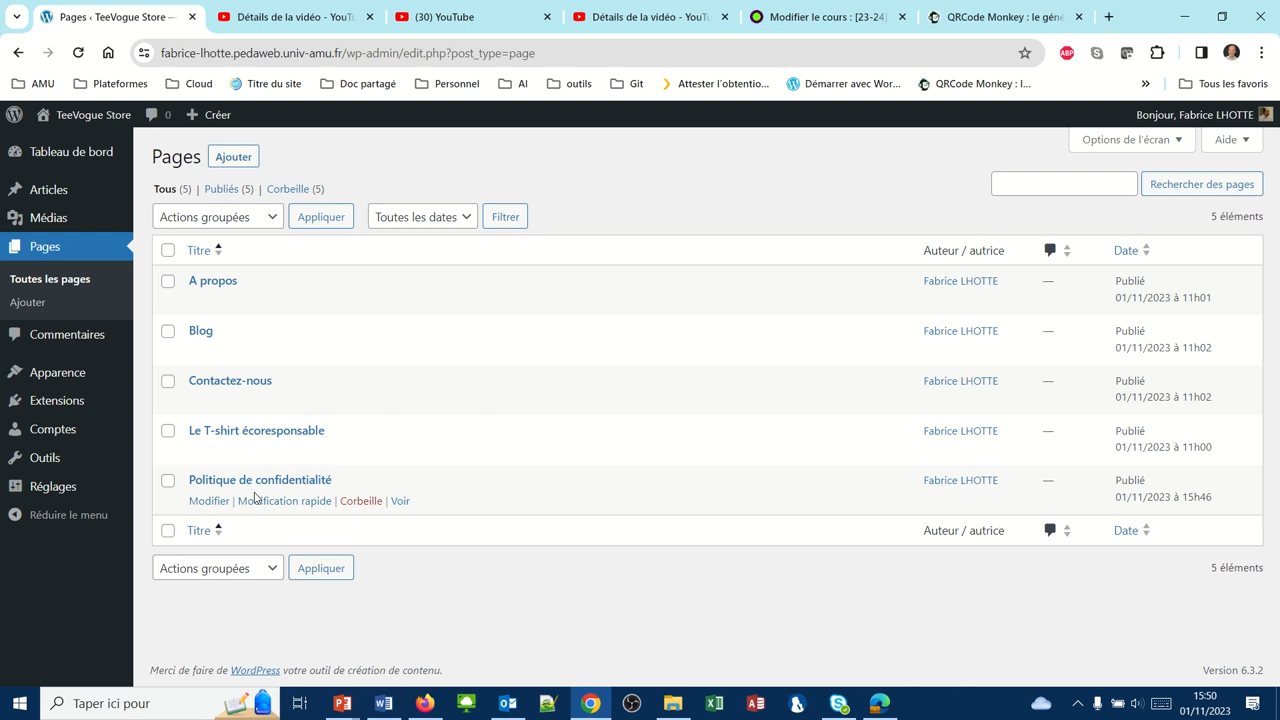 Pages ‹ TeeVogue Store —
Détails de la vidéo - YouT
(30) YouTube
Détails de la vidéo - YouTu
Modifier le cours : [23-24]
QRCode Monkey : le géné
fabrice-lhotte.pedaweb.univ-amu.fr/wp-admin/edit.php?post_type=page
AMU
Plateformes
Cloud
Titre du site
Doc partagé
Personnel
AI
outils
Git
Attester l'obtentio...
Démarrer avec Wor...
QRCode Monkey : l...
»
Tous les favoris
TeeVogue Store
0
Créer
Bonjour, Fabrice LHOTTE
Tableau de bord
Articles
Médias
Pages
Toutes les pages
Ajouter
Commentaires
Apparence
Extensions
Comptes
Outils
Réglages
Réduire le menu
Options de l'écran
Aide
Pages
Ajouter
Tous (5) | Publiés (5) | Corbeille (5)
Rechercher des pages
Actions groupées
Appliquer
Toutes les dates
Filtrer
5 éléments
Titre
Auteur / autrice
Date
A propos
Fabrice LHOTTE
—
Publié
01/11/2023 à 11h01
Blog
Fabrice LHOTTE
—
Publié
01/11/2023 à 11h02
Contactez-nous
Fabrice LHOTTE
—
Publié
01/11/2023 à 11h02
Le T-shirt écoresponsable
Fabrice LHOTTE
—
Publié
01/11/2023 à 11h00
Politique de confidentialité
Modifier | Modification rapide | Corbeille | Voir
Fabrice LHOTTE
—
Publié
01/11/2023 à 15h46
Titre
Auteur / autrice
Date
Actions groupées
Appliquer
5 éléments
Merci de faire de WordPress votre outil de création de contenu.
Version 6.3.2
Taper ici pour
15:50
01/11/2023